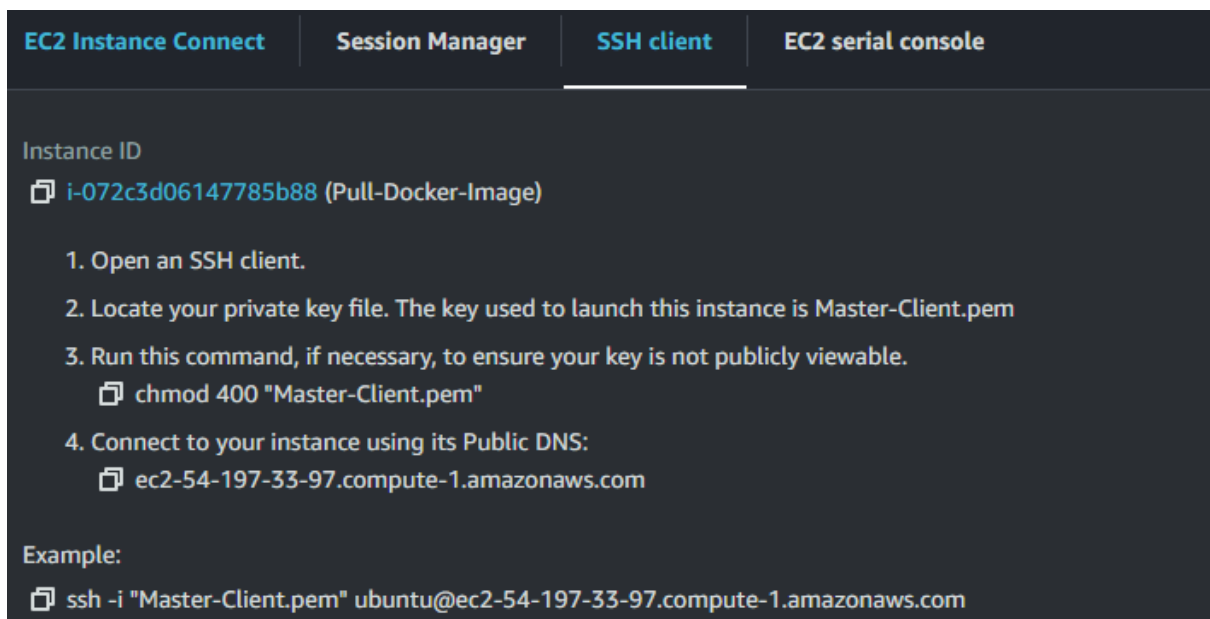 EC2 Instance Connect Session Manager SSH client EC2 serial console
Instance ID
i-072c3d06147785b88 (Pull-Docker-Image)
1. Open an SSH client.
2. Locate your private key file. The key used to launch this instance is Master-Client.pem
3. Run this command, if necessary, to ensure your key is not publicly viewable.
chmod 400 "Master-Client.pem"
4. Connect to your instance using its Public DNS:
ec2-54-197-33-97.compute-1.amazonaws.com
Example:
ssh -i "Master-Client.pem" ubuntu@ec2-54-197-33-97.compute-1.amazonaws.com